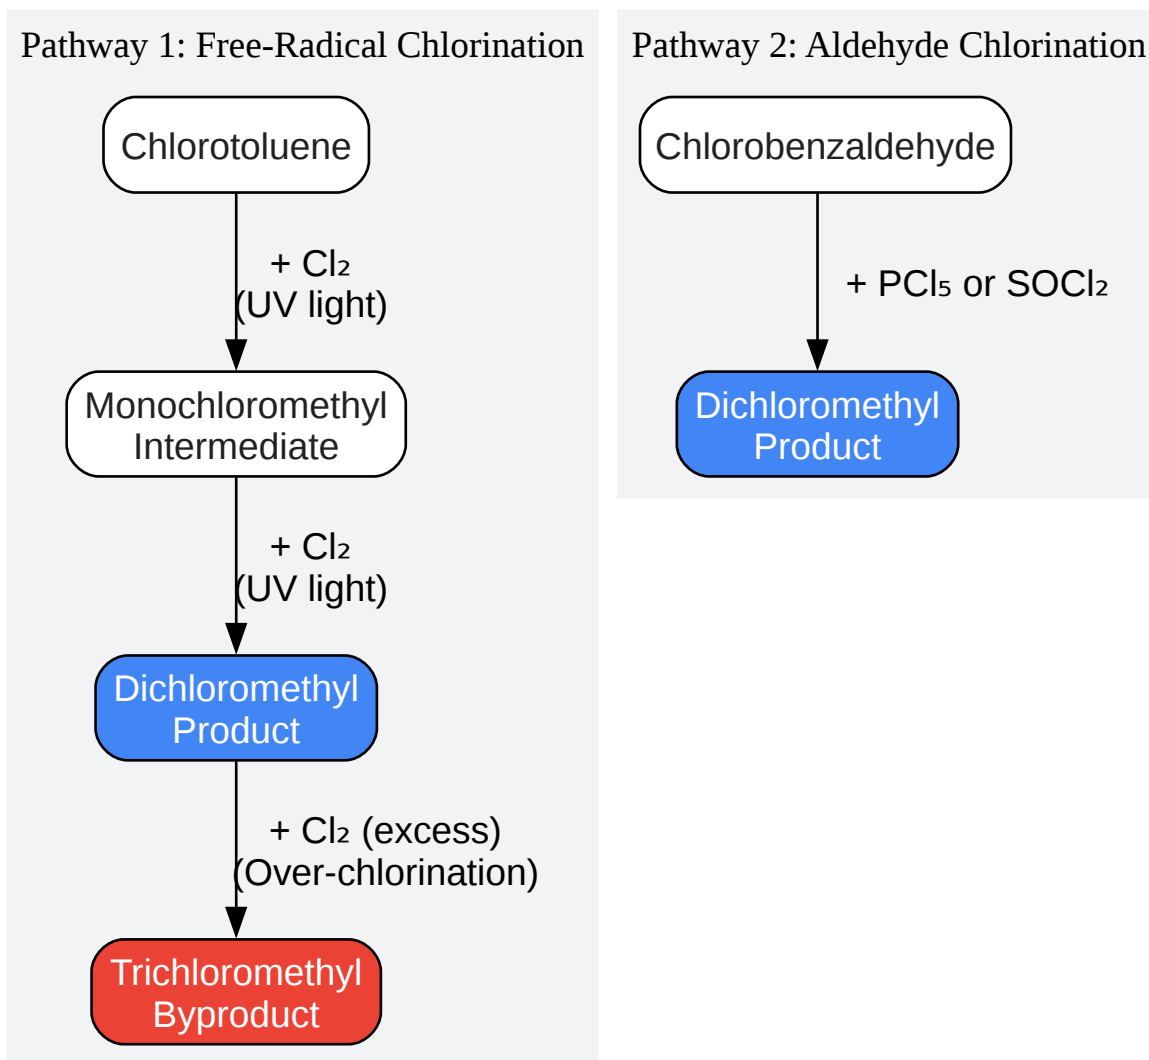 Pathway 1: Free-Radical Chlorination
Chlorotoluene
+ Cl₂
(UV light)
Monochloromethyl
Intermediate
+ Cl₂
(UV light)
Dichloromethyl
Product
+ Cl₂ (excess)
(Over-chlorination)
Trichloromethyl
Byproduct
Pathway 2: Aldehyde Chlorination
Chlorobenzaldehyde
+ PCl₅ or SOCl₂
Dichloromethyl
Product